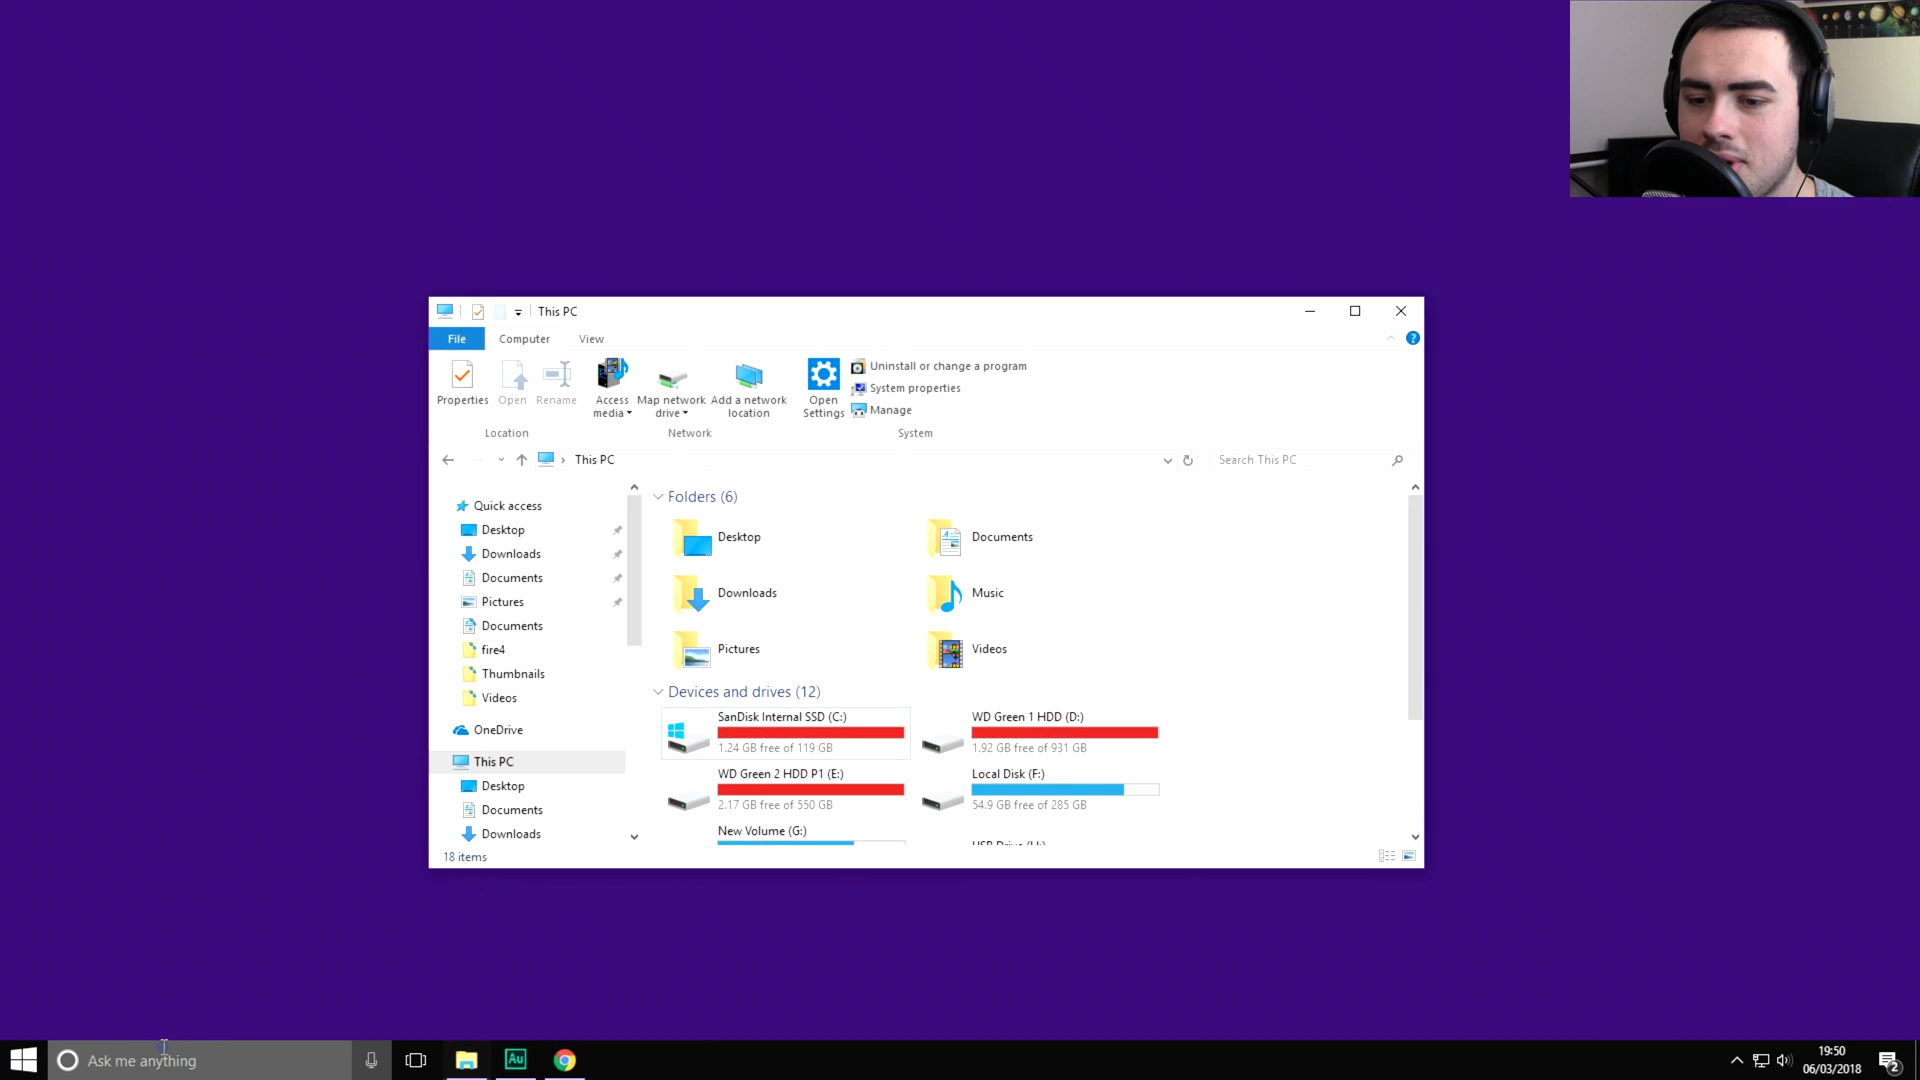 This PC
File
Computer
View
Properties
Open
Rename
Access media
Map network drive
Add a network location
Open Settings
Uninstall or change a program
System properties
Manage
Location
Network
System
This PC
Search This PC
Quick access
Desktop
Downloads
Documents
Pictures
Documents
fire4
Thumbnails
Videos
OneDrive
This PC
Desktop
Documents
Downloads
Folders (6)
Desktop
Documents
Downloads
Music
Pictures
Videos
Devices and drives (12)
SanDisk Internal SSD (C:)
1.24 GB free of 119 GB
WD Green 1 HDD (D:)
1.92 GB free of 931 GB
WD Green 2 HDD P1 (E:)
2.17 GB free of 550 GB
Local Disk (F:)
54.9 GB free of 285 GB
New Volume (G:)
18 items
Ask me anything
Au
19:50
06/03/2018
2